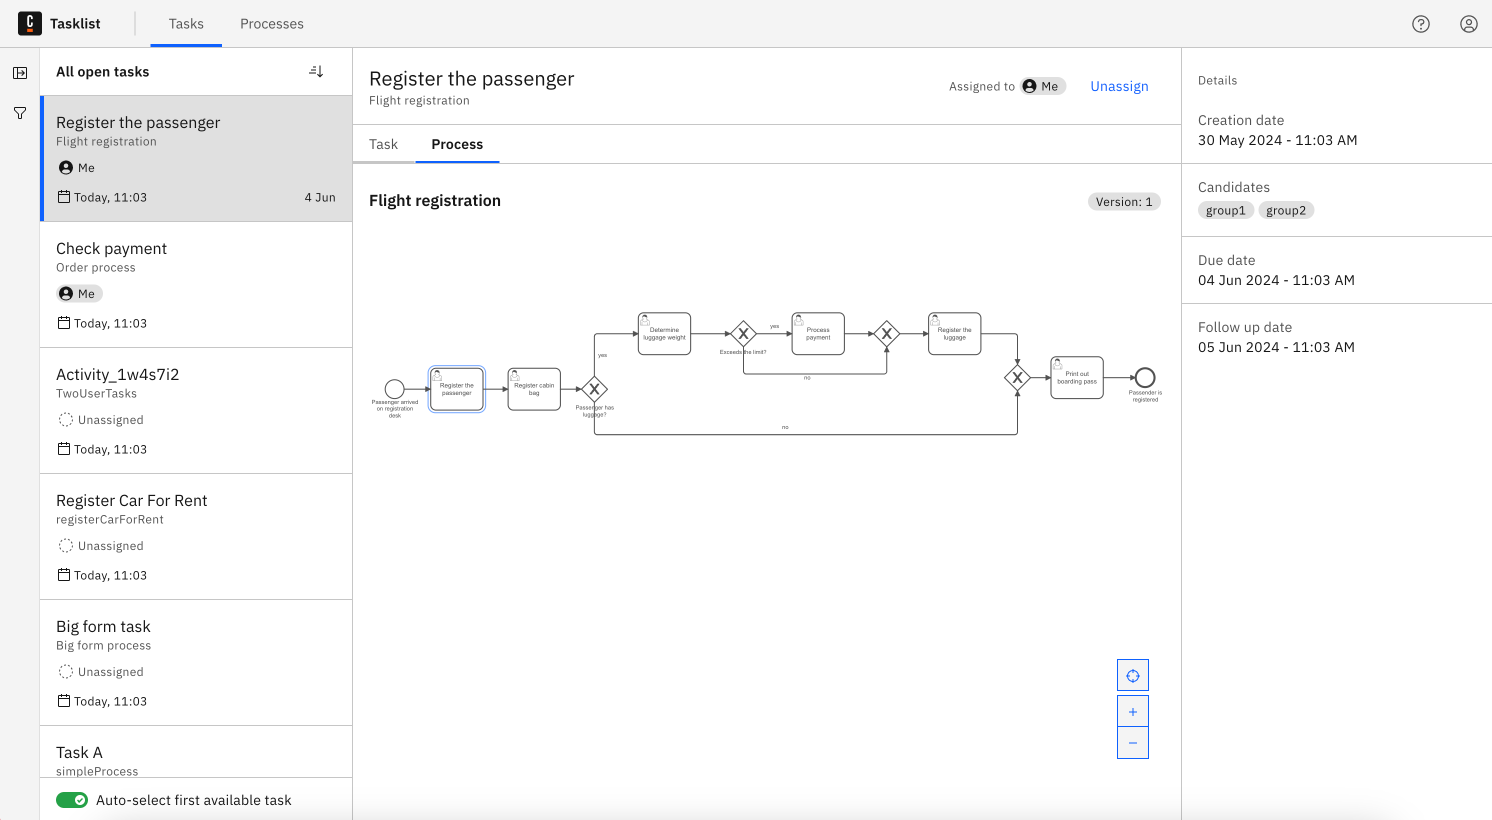 C Tasklist
Tasks
Processes
All open tasks
Register the passenger
Flight registration
Me
Today, 11:03
4 Jun
Check payment
Order process
Me
Today, 11:03
Activity_1w4s7i2
TwoUserTasks
Unassigned
Today, 11:03
Register Car For Rent
registerCarForRent
Unassigned
Today, 11:03
Big form task
Big form process
Unassigned
Today, 11:03
Task A
simpleProcess
Auto-select first available task
Register the passenger
Flight registration
Assigned to
Me
Unassign
Task
Process
Flight registration
Version: 1
Passenger arrived
on registration
desk
Register the
passenger
Register cabin
bag
Passenger has
luggage?
yes
no
Determine
luggage weight
Exceeds the limit?
yes
no
Process
payment
Register the
luggage
Print out
boarding pass
Passender is
registered
Details
Creation date
30 May 2024 - 11:03 AM
Candidates
group1
group2
Due date
04 Jun 2024 - 11:03 AM
Follow up date
05 Jun 2024 - 11:03 AM